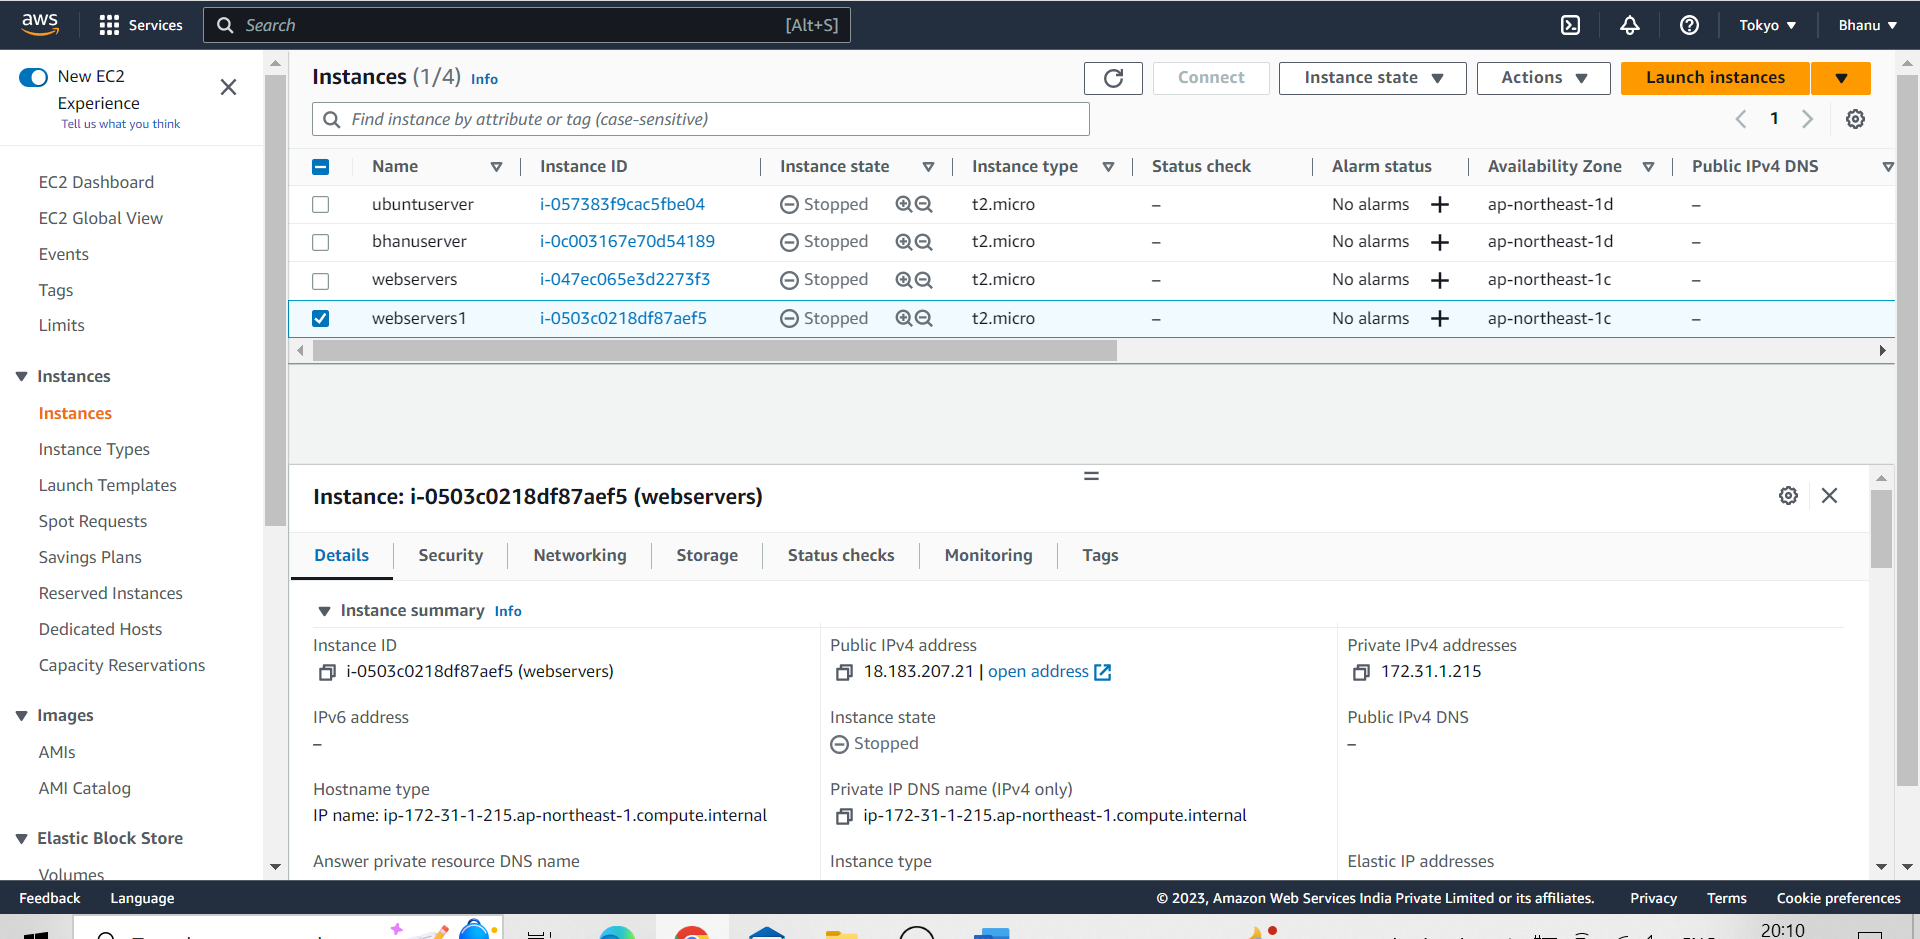 aws
Services
Search
[Alt+S]
Tokyo
Bhanu
New EC2
Experience
Tell us what you think
EC2 Dashboard
EC2 Global View
Events
Tags
Limits
Instances
Instances
Instance Types
Launch Templates
Spot Requests
Savings Plans
Reserved Instances
Dedicated Hosts
Capacity Reservations
Images
AMIs
AMI Catalog
Elastic Block Store
Volumes
Instances (1/4) Info
Connect
Instance state
Actions
Launch instances
Find instance by attribute or tag (case-sensitive)
1
Name Instance ID Instance state Instance type Status check Alarm status Availability Zone Public IPv4 DNS
ubuntuserver i-057383f9cac5fbe04 Stopped t2.micro – No alarms + ap-northeast-1d –
bhanuserver i-0c003167e70d54189 Stopped t2.micro – No alarms + ap-northeast-1d –
webservers i-047ec065e3d2273f3 Stopped t2.micro – No alarms + ap-northeast-1c –
webservers1 i-0503c0218df87aef5 Stopped t2.micro – No alarms + ap-northeast-1c –
Instance: i-0503c0218df87aef5 (webservers)
Details Security Networking Storage Status checks Monitoring Tags
Instance summary Info
Instance ID
i-0503c0218df87aef5 (webservers)
Public IPv4 address
18.183.207.21 | open address
Private IPv4 addresses
172.31.1.215
IPv6 address
–
Instance state
Stopped
Public IPv4 DNS
–
Hostname type
IP name: ip-172-31-1-215.ap-northeast-1.compute.internal
Private IP DNS name (IPv4 only)
ip-172-31-1-215.ap-northeast-1.compute.internal
Answer private resource DNS name
Instance type
Elastic IP addresses
Feedback
Language
© 2023, Amazon Web Services India Private Limited or its affiliates.
Privacy
Terms
Cookie preferences
20:10